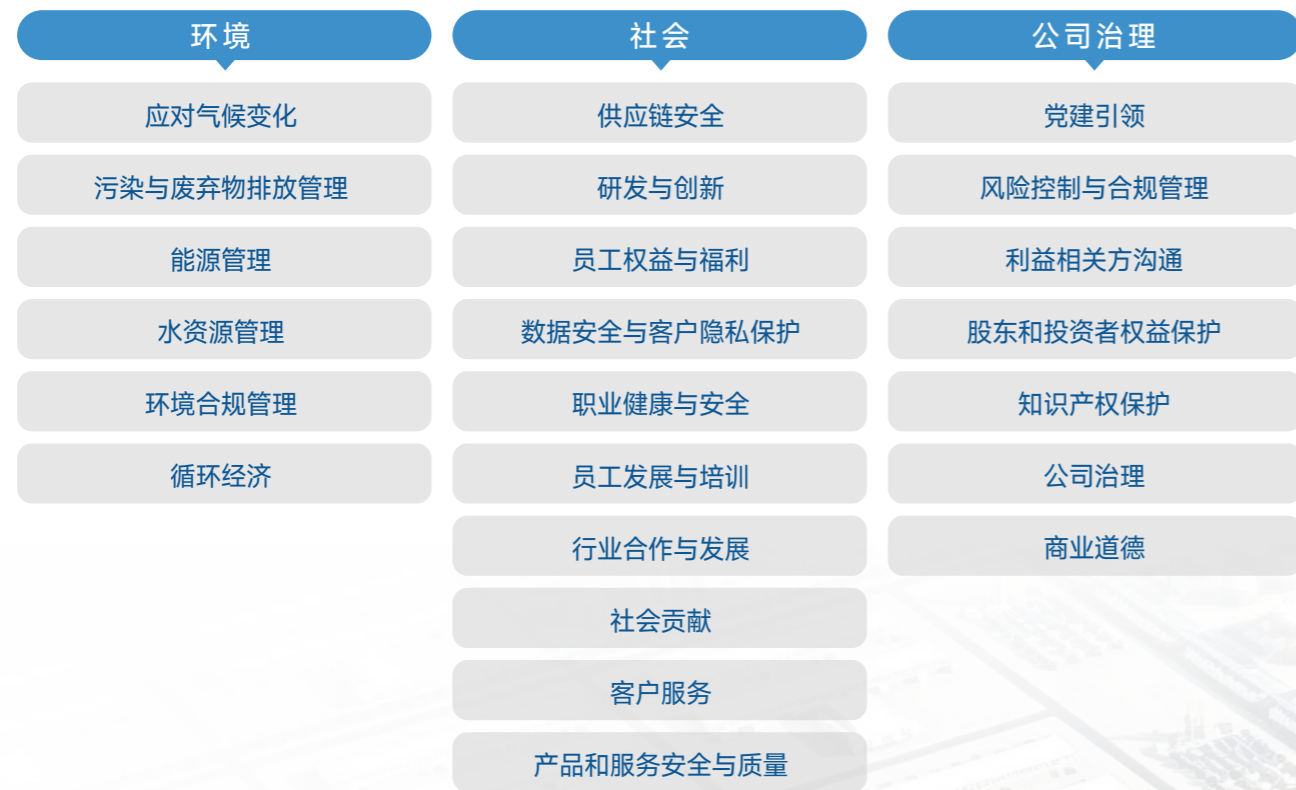 环境
应对气候变化
污染与废弃物排放管理
能源管理
水资源管理
环境合规管理
循环经济
社会
供应链安全
研发与创新
员工权益与福利
数据安全与客户隐私保护
职业健康与安全
员工发展与培训
行业合作与发展
社会贡献
客户服务
产品和服务安全与质量
公司治理
党建引领
风险控制与合规管理
利益相关方沟通
股东和投资者权益保护
知识产权保护
公司治理
商业道德